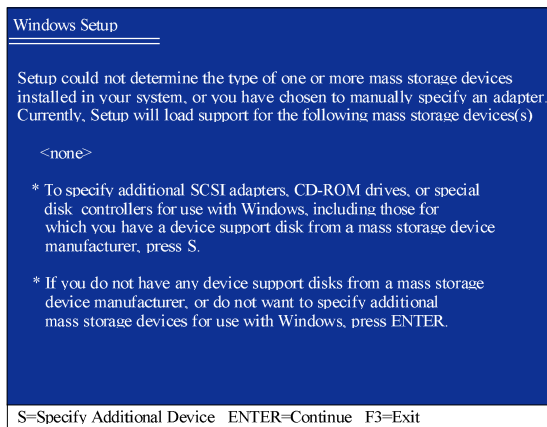 Windows Setup
Setup could not determine the type of one or more mass storage devices
installed in your system, or you have chosen to manually specify an adapter.
Currently, Setup will load support for the following mass storage devices(s)
<none>
* To specify additional SCSI adapters, CD-ROM drives, or special
disk controllers for use with Windows, including those for
which you have a device support disk from a mass storage device
manufacturer, press S.
* If you do not have any device support disks from a mass storage
device manufacturer, or do not want to specify additional
mass storage devices for use with Windows, press ENTER.
S=Specify Additional Device ENTER=Continue F3=Exit